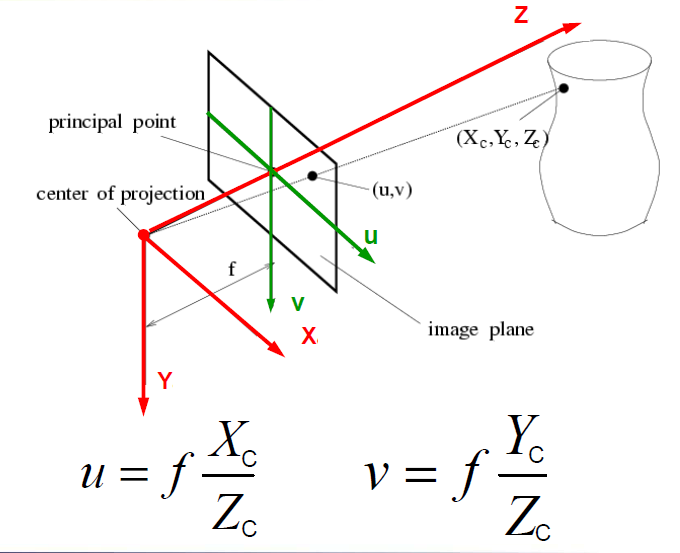 Z
principal point
(X_C,Y_C,Z_C)
center of projection
(u,v)
u
f
v
X
image plane
Y
u = f X_C / Z_C
v = f Y_C / Z_C